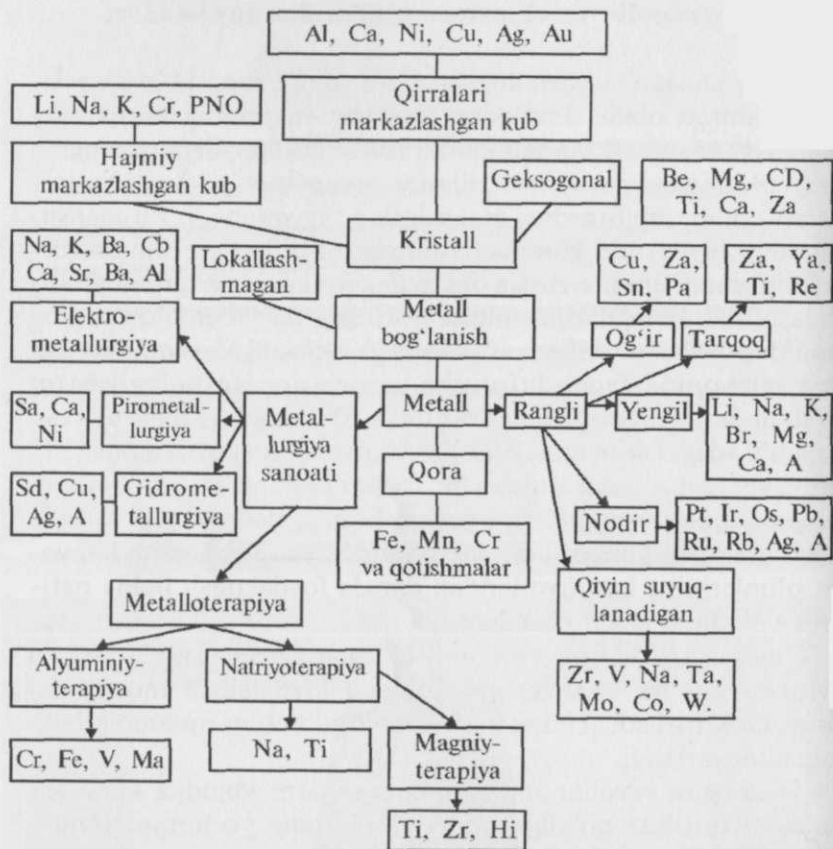 Al, Ca, Ni, Cu, Ag, Au
Li, Na, K, Cr, PNO
Qirralari
markazlashgan kub
Hajmiy
markazlashgan kub
Geksogonal
Be, Mg, CD,
Ti, Ca, Za
Kristall
Na, K, Ba, Cb
Ca, Sr, Ba, Al
Lokallash-
magan
Cu, Za,
Sn, Pa
Za, Ya,
Ti, Re
Elektro-
metallurgiya
Metall
bog‘lanish
Og‘ir
Tarqoq
Sa, Ca,
Ni
Pirometal-
lurgiya
Metal-
lurgiya
sanoati
Metall
Rangli
Yengil
Li, Na, K,
Br, Mg,
Ca, A
Qora
Sd, Cu,
Ag, A
Gidrome-
tallurgiya
Nodir
Pt, Ir, Os, Pb,
Ru, Rb, Ag, A
Fe, Mn, Cr
va qotishmalar
Metalloterapiya
Qiyin suyuq-
lanadigan
Alyuminiy-
terapiya
Natriyoterapiya
Zr, V, Na, Ta,
Mo, Co, W.
Cr, Fe, V, Ma
Na, Ti
Magniy-
terapiya
Ti, Zr, Hi